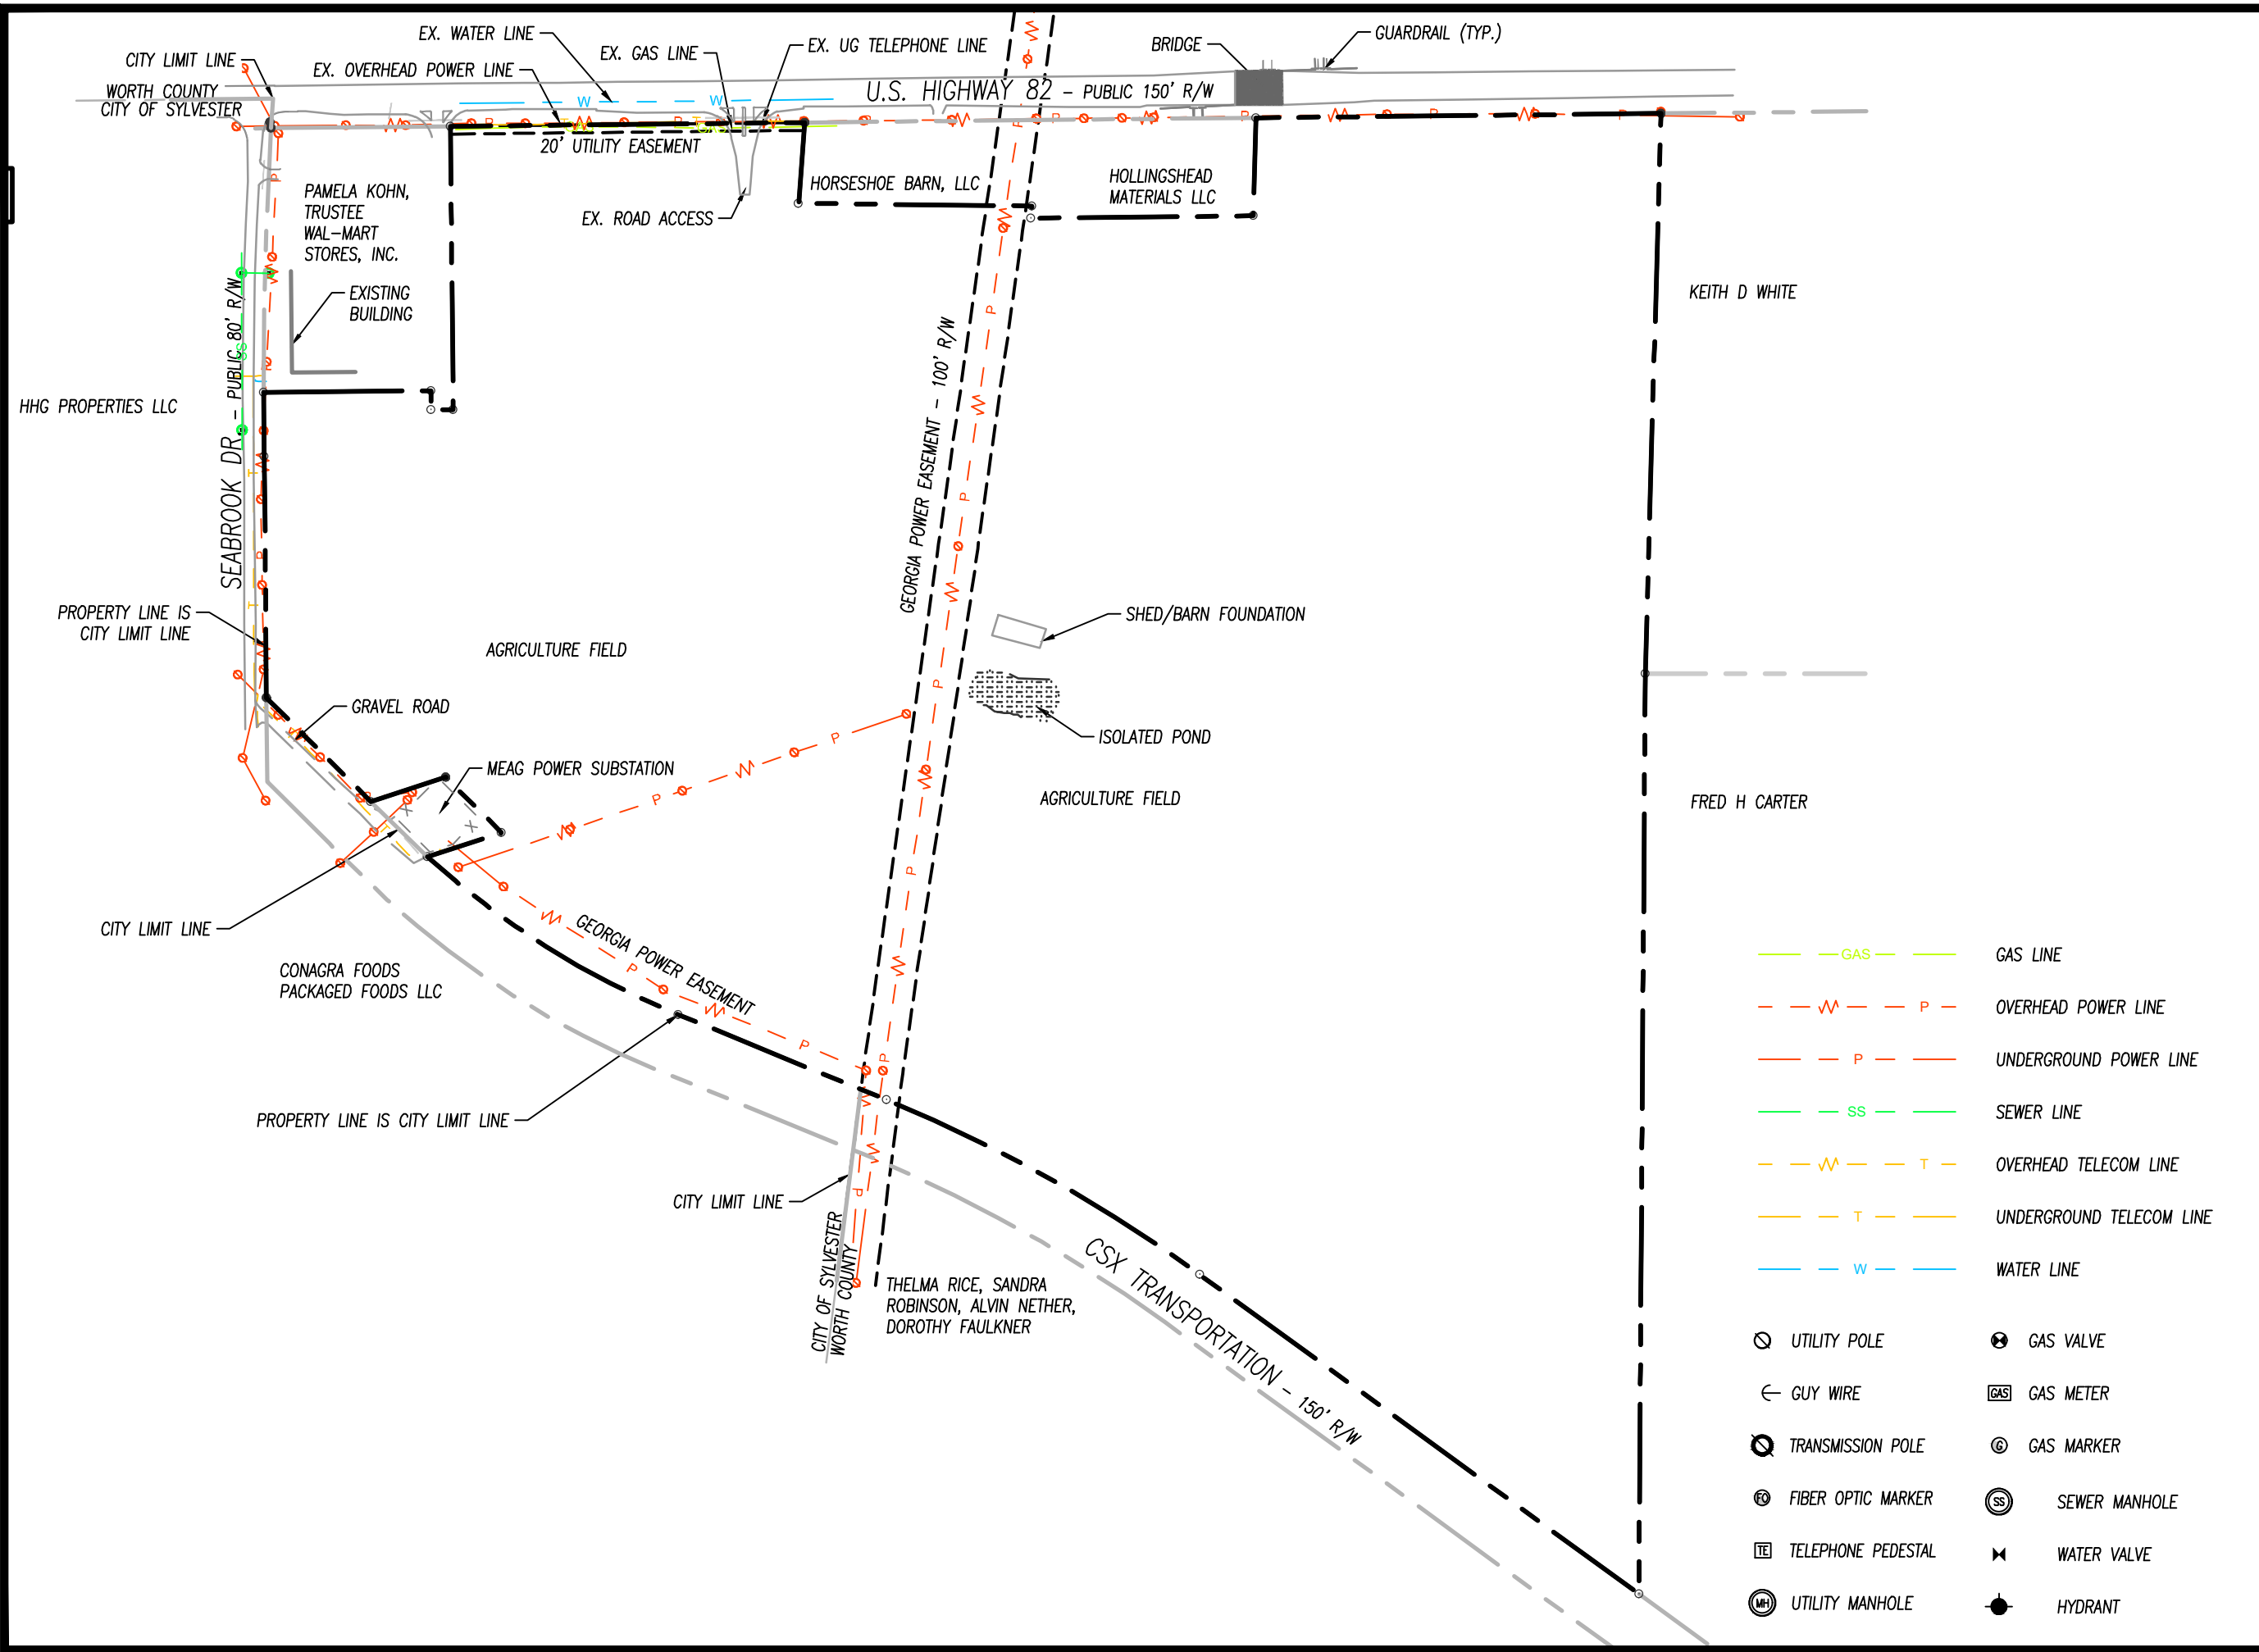 EX. WATER LINE
GUARDRAIL (TYP.)
CITY LIMIT LINE
EX. GAS LINE
EX. UG TELEPHONE LINE
BRIDGE
EX. OVERHEAD POWER LINE
WORTH COUNTY
CITY OF SYLVESTER
U.S. HIGHWAY 82 - PUBLIC 150' R/W
20' UTILITY EASEMENT
PAMELA KOHN,
TRUSTEE
WAL-MART
STORES, INC.
HORSESHOE BARN, LLC
HOLLINGSHEAD
MATERIALS LLC
EX. ROAD ACCESS
EXISTING
BUILDING
KEITH D WHITE
HHG PROPERTIES LLC
SEABROOK DR. - PUBLIC 80' R/W
GEORGIA POWER EASEMENT - 100' R/W
PROPERTY LINE IS
CITY LIMIT LINE
SHED/BARN FOUNDATION
AGRICULTURE FIELD
GRAVEL ROAD
ISOLATED POND
MEAG POWER SUBSTATION
AGRICULTURE FIELD
FRED H CARTER
CITY LIMIT LINE
GEORGIA POWER EASEMENT
CONAGRA FOODS
PACKAGED FOODS LLC
PROPERTY LINE IS CITY LIMIT LINE
CITY LIMIT LINE
CITY OF SYLVESTER
WORTH COUNTY
THELMA RICE, SANDRA
ROBINSON, ALVIN NETHER,
DOROTHY FAULKNER
CSX TRANSPORTATION - 150' R/W
GAS GAS LINE
P OVERHEAD POWER LINE
P UNDERGROUND POWER LINE
SS SEWER LINE
T OVERHEAD TELECOM LINE
T UNDERGROUND TELECOM LINE
W WATER LINE
UTILITY POLE
GAS VALVE
GUY WIRE
GAS GAS METER
TRANSMISSION POLE
G GAS MARKER
FO FIBER OPTIC MARKER
SS SEWER MANHOLE
TE TELEPHONE PEDESTAL
WATER VALVE
MH UTILITY MANHOLE
HYDRANT